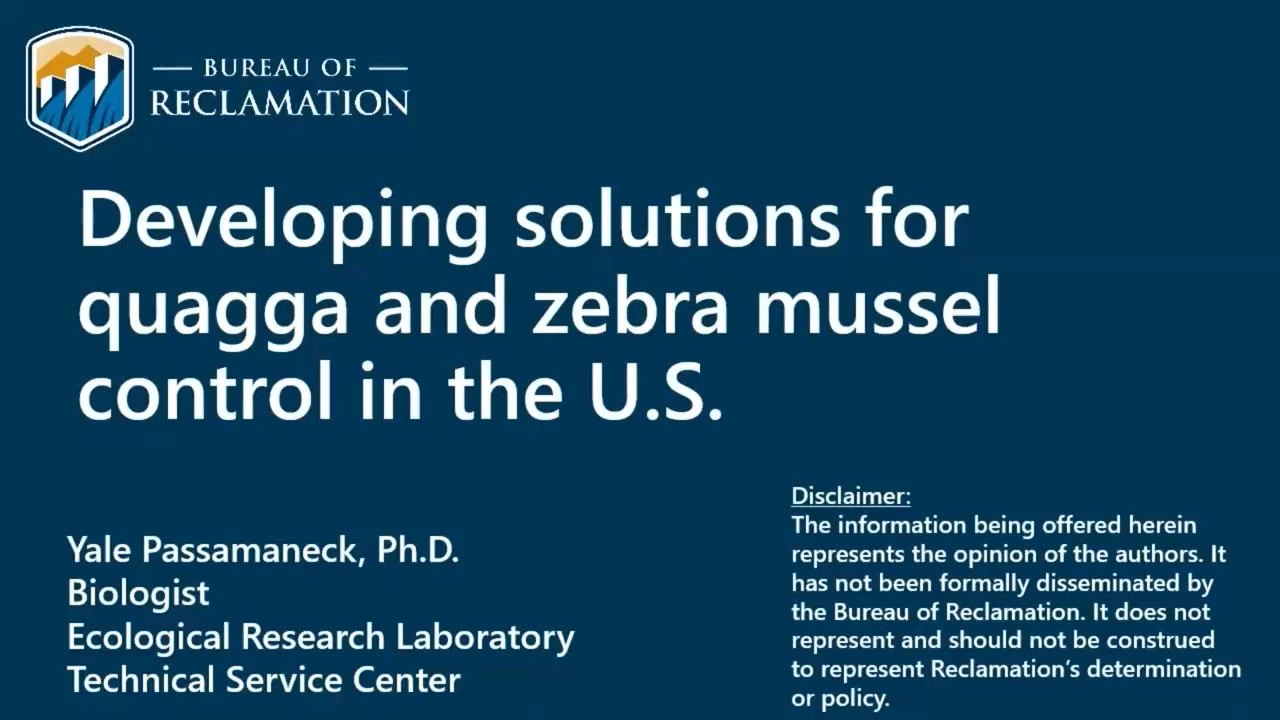 BUREAU OF
RECLAMATION
Developing solutions for
quagga and zebra mussel
control in the U.S.
Yale Passamaneck, Ph.D.
Biologist
Ecological Research Laboratory
Technical Service Center
Disclaimer:
The information being offered herein
represents the opinion of the authors. It
has not been formally disseminated by
the Bureau of Reclamation. It does not
represent and should not be construed
to represent Reclamation's determination
or policy.